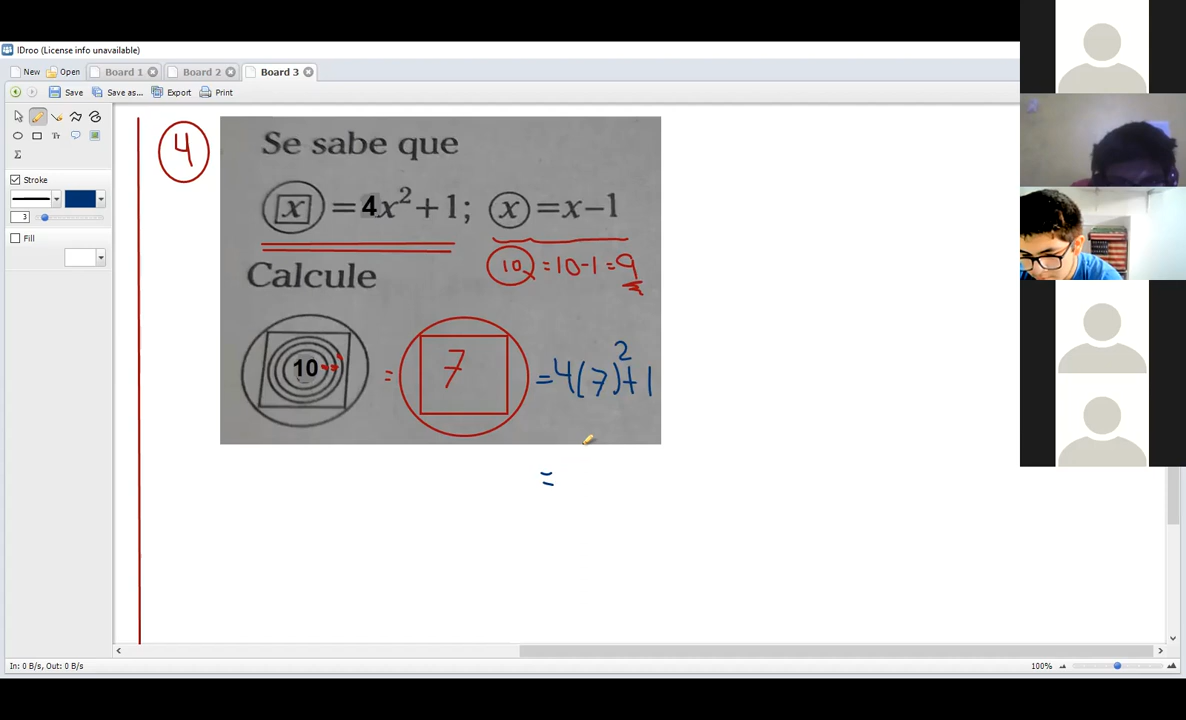 IDroo (License info unavailable)
New Open Board 1 Board 2 Board 3
Save Save as... Export Print
4
Se sabe que
x = 4x² + 1; x = x − 1
10 = 10 - 1 = 9
Calcule
10 = 7 = 4(7)² + 1
=
Tr
Σ
Stroke
3
Fill
In: 0 B/s, Out: 0 B/s
100%